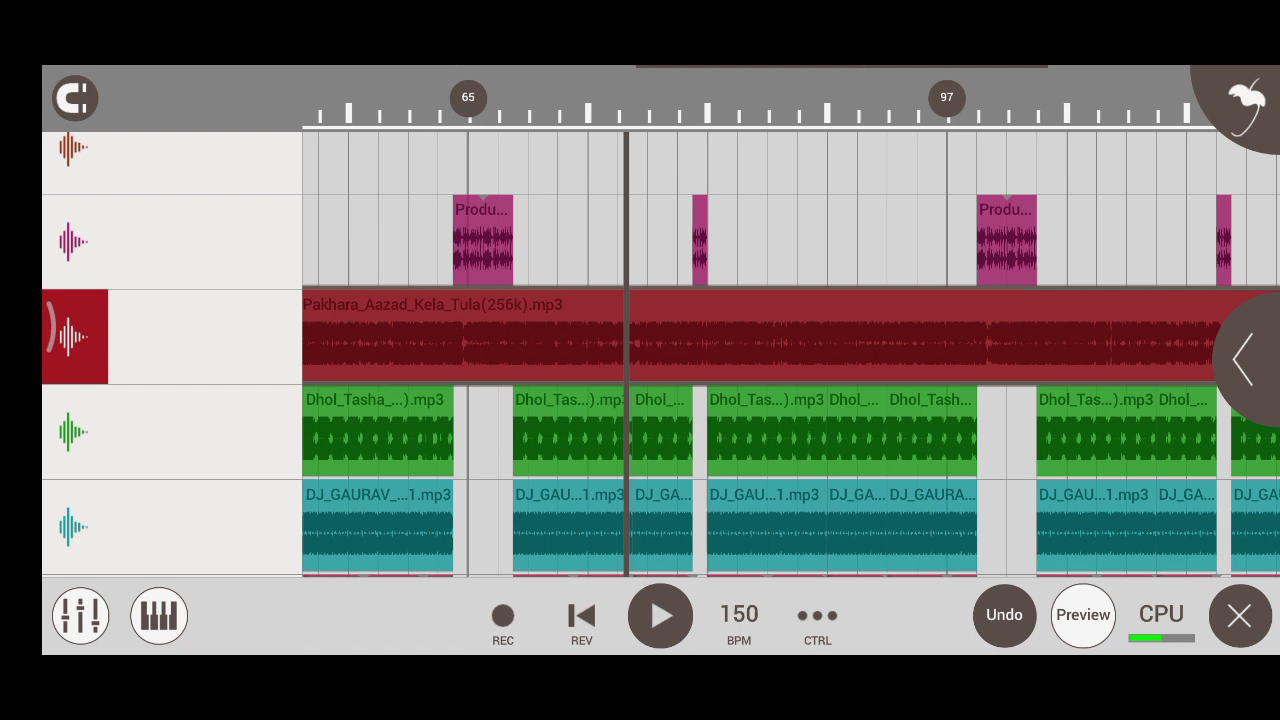 65
97
Produ...
Produ...
Pakhara_Aazad_Kela_Tula(256k).mp3
Dhol_Tasha_...).mp3
Dhol_Tas...).mp3
Dhol_...
Dhol_Tas...).mp3
Dhol_...
Dhol_Tash...
Dhol_Tas...).mp3
Dhol_...
DJ_GAURAV_...1.mp3
DJ_GAU...1.mp3
DJ_GA...
DJ_GAU...1.mp3
DJ_GA...
DJ_GAURA...
DJ_GAU...1.mp3
DJ_GA...
DJ_GAU
REC
REV
150
BPM
CTRL
Undo
Preview
CPU